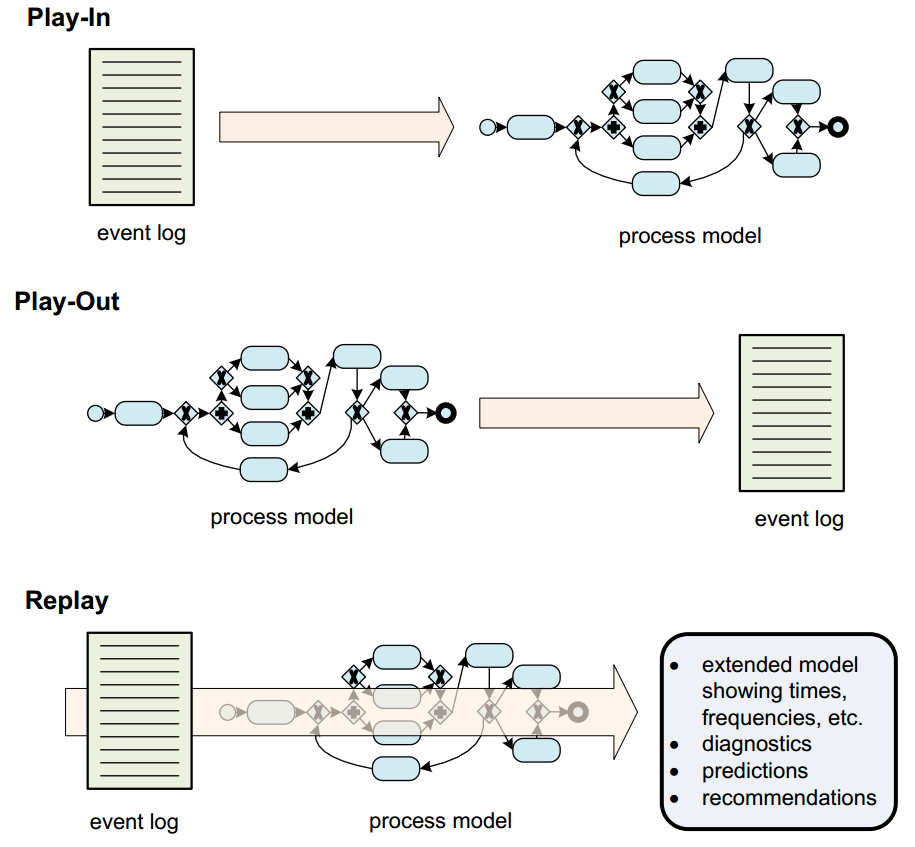 Play-In
event log
process model
Play-Out
process model
event log
Replay
event log
process model
• extended model
showing times,
frequencies, etc.
• diagnostics
• predictions
• recommendations